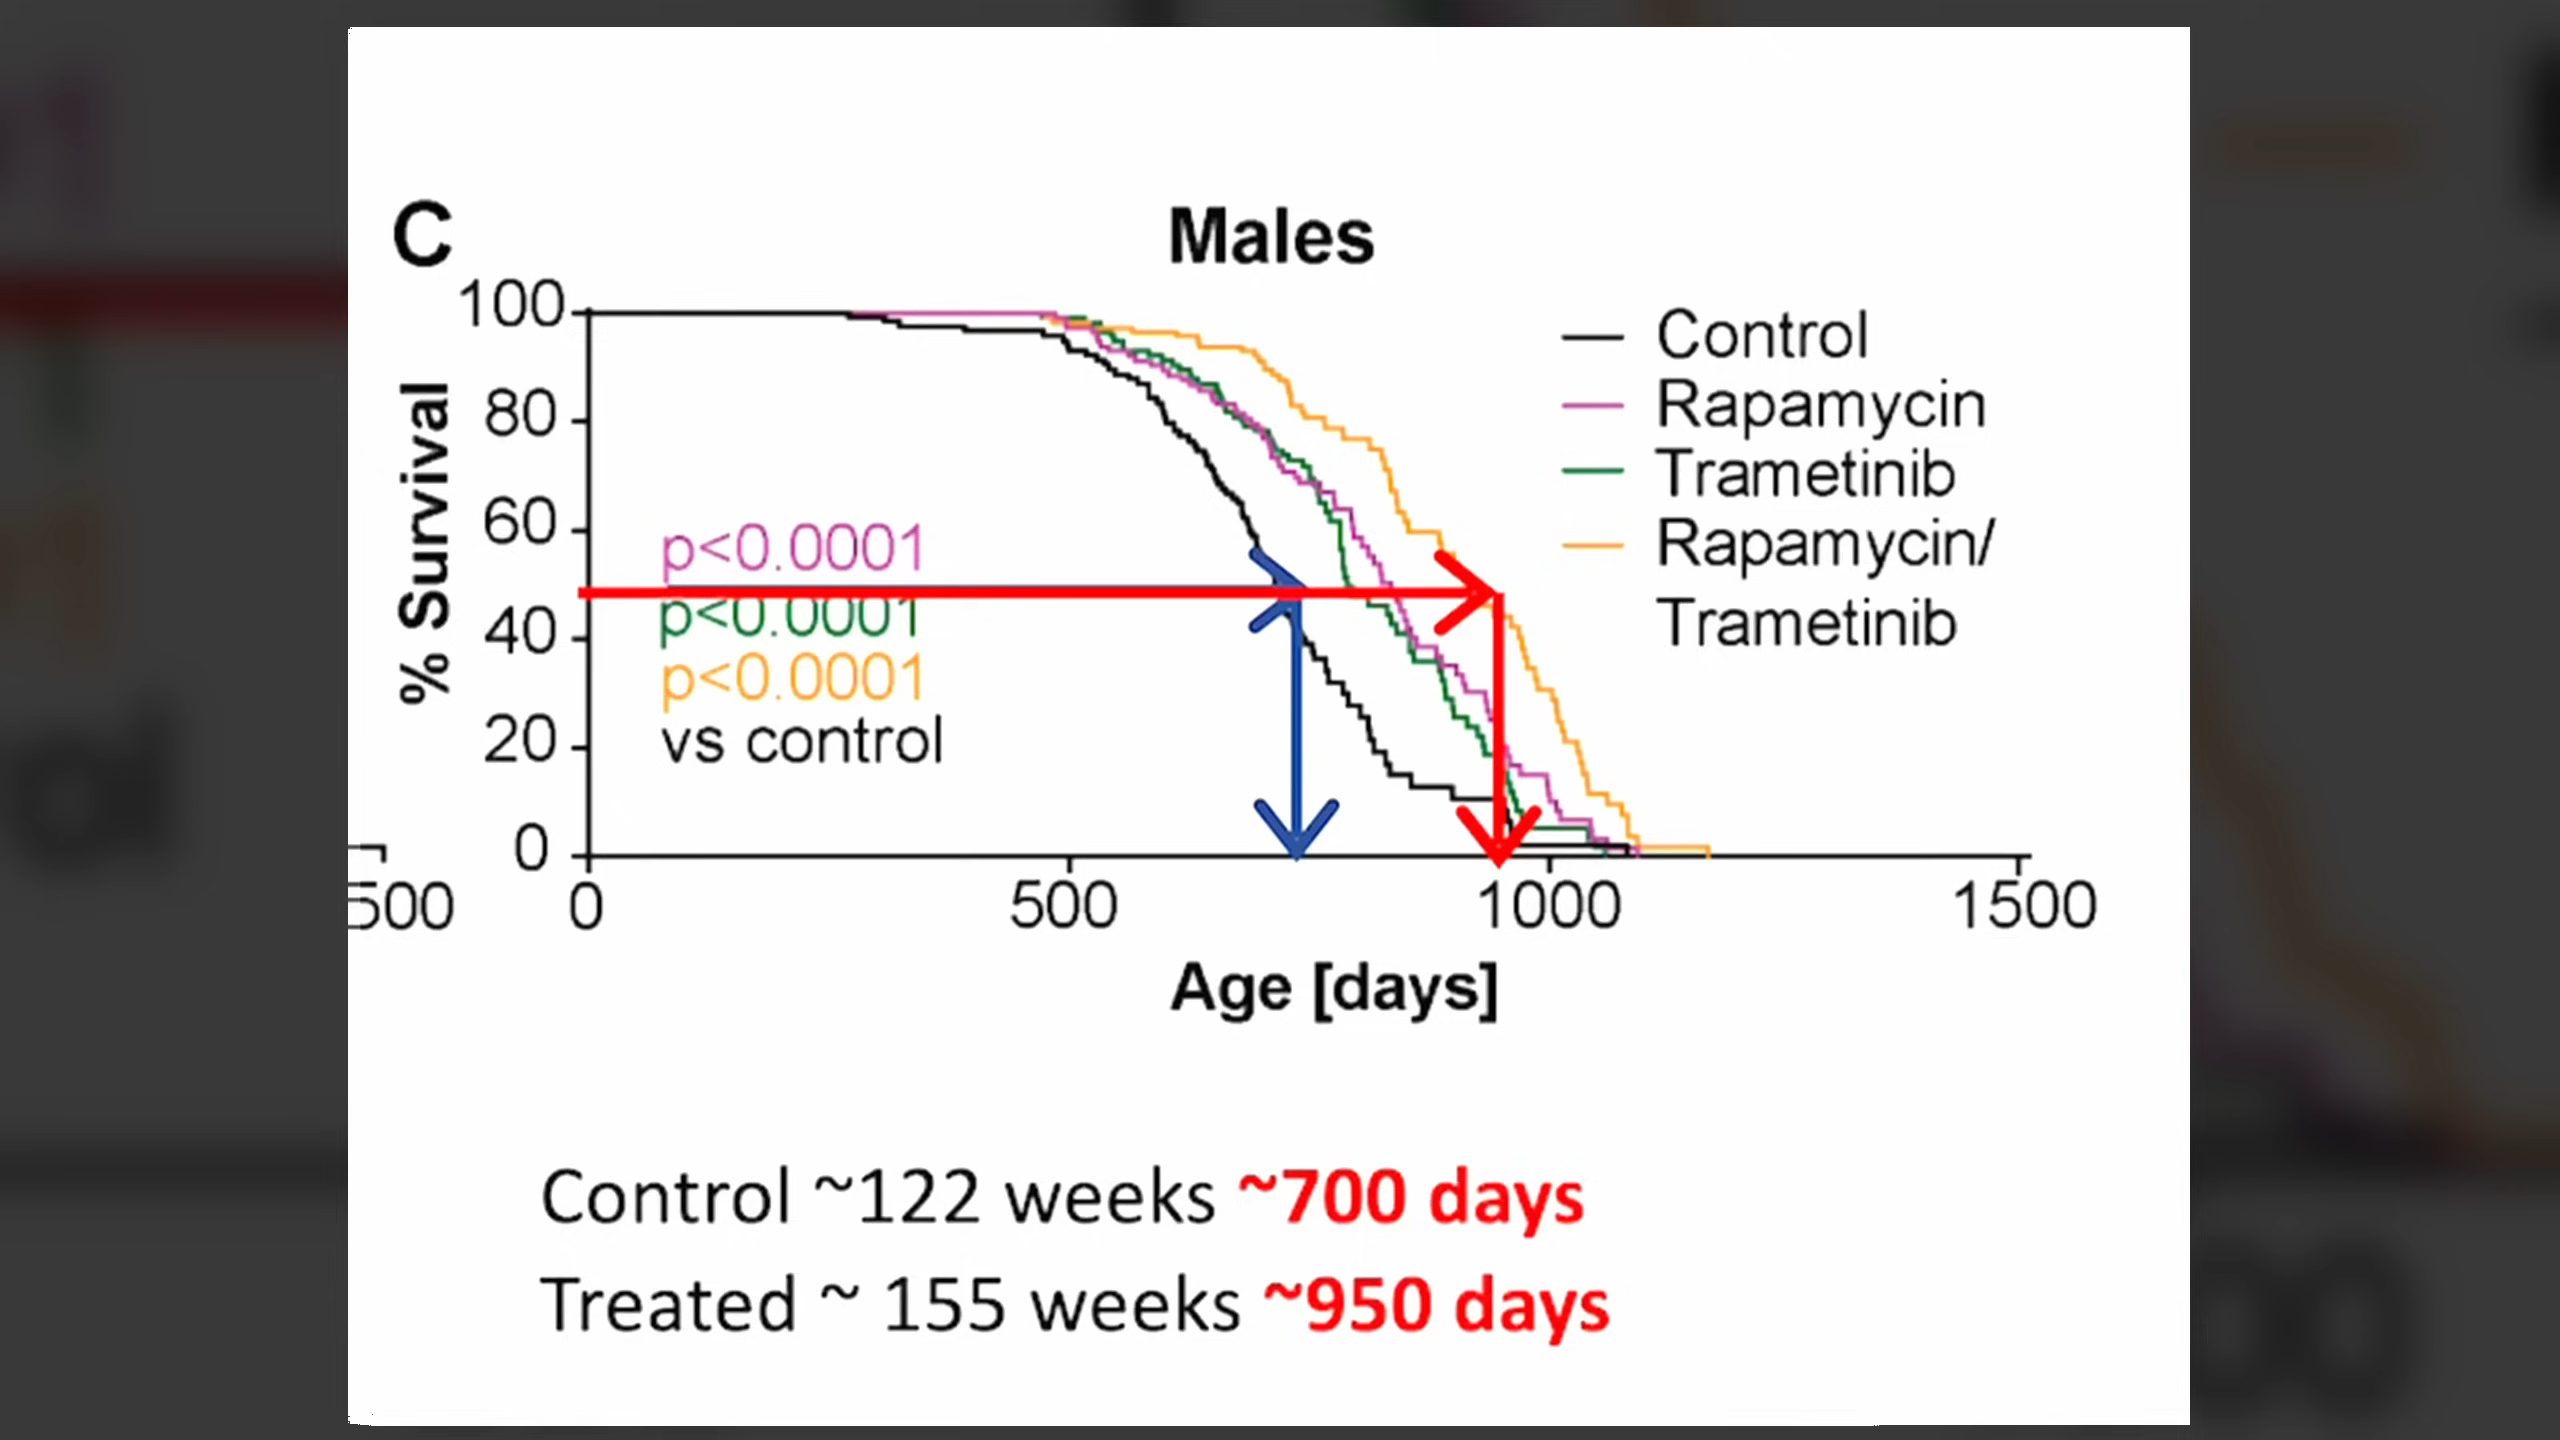 C
Males
100
80
60
40
20
0
% Survival
Control
Rapamycin
Trametinib
Rapamycin/
Trametinib
p<0.0001
p<0.0001
p<0.0001
vs control
500
0
500
1000
1500
Age [days]
Control ~122 weeks ~700 days
Treated ~ 155 weeks ~950 days